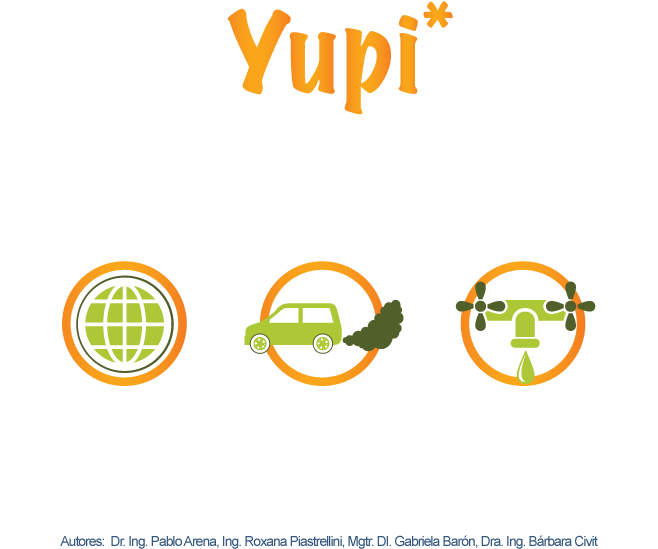 Yupi*
Autores: Dr. Ing. Pablo Arena, Ing. Roxana Piastrellini, Mgtr. DI. Gabriela Barón, Dra. Ing. Bárbara Civit